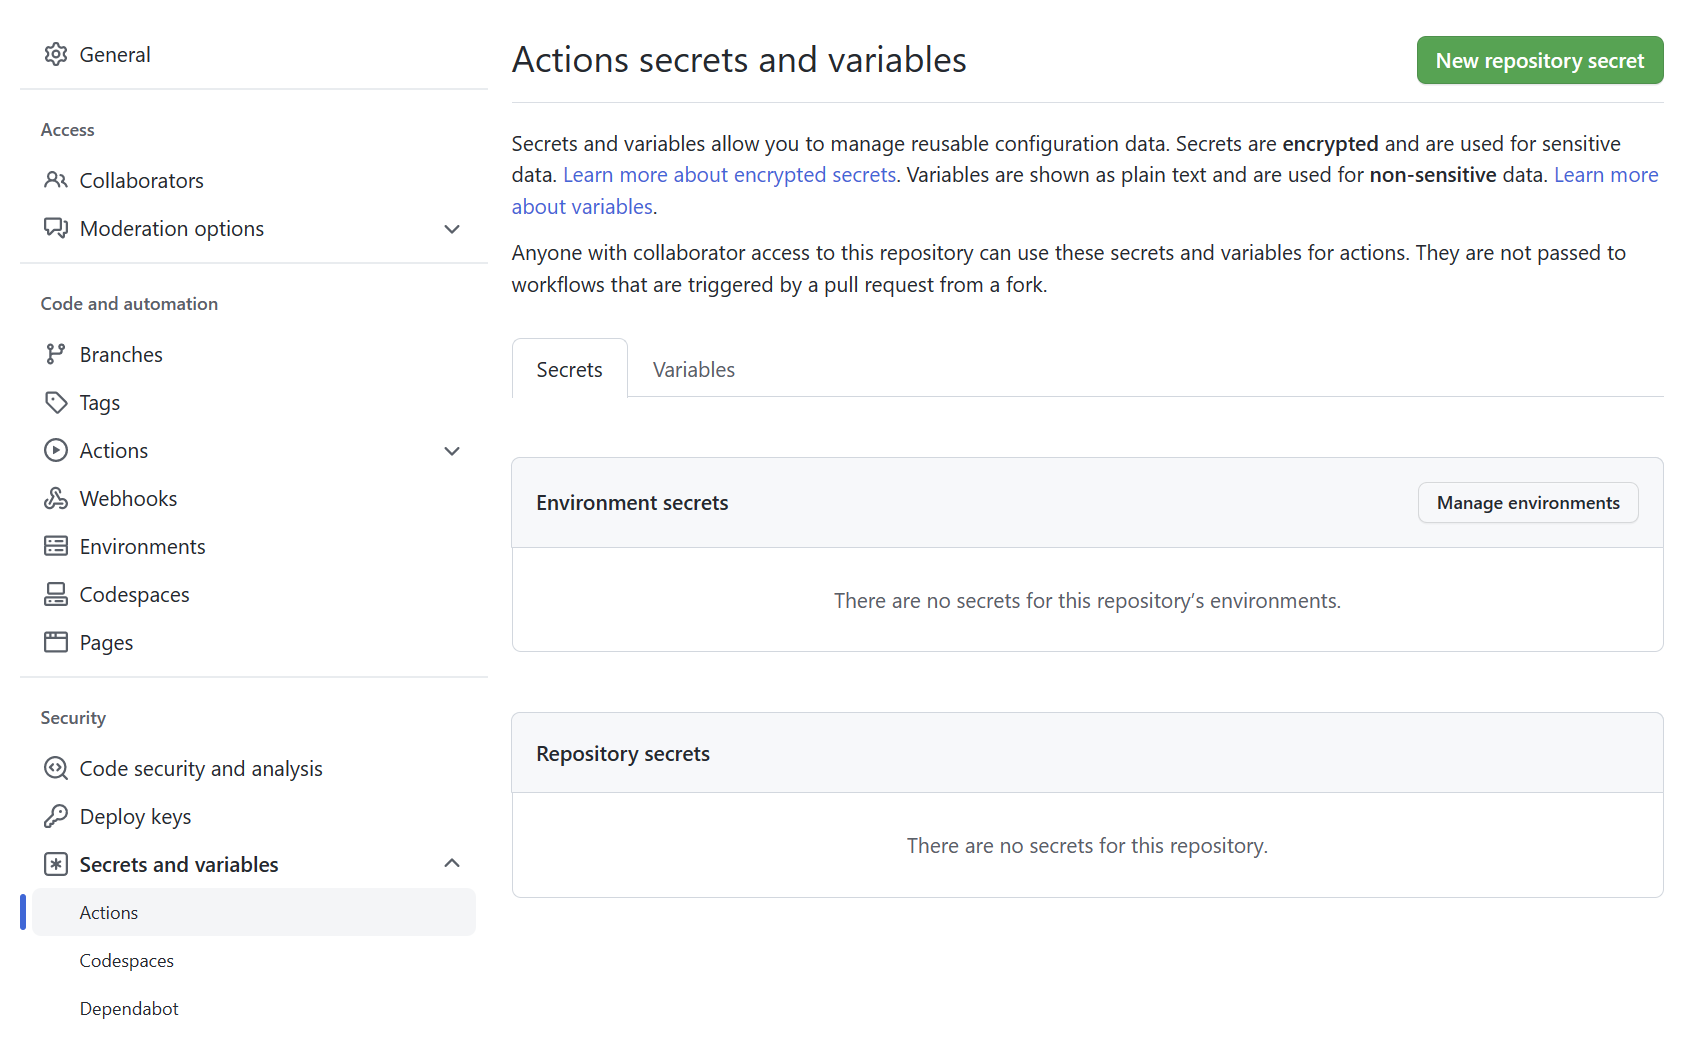 General
Access
Collaborators
Moderation options
Code and automation
Branches
Tags
Actions
Webhooks
Environments
Codespaces
Pages
Security
Code security and analysis
Deploy keys
Secrets and variables
Actions
Codespaces
Dependabot
Actions secrets and variables
New repository secret
Secrets and variables allow you to manage reusable configuration data. Secrets are encrypted and are used for sensitive
data. Learn more about encrypted secrets. Variables are shown as plain text and are used for non-sensitive data. Learn more
about variables.
Anyone with collaborator access to this repository can use these secrets and variables for actions. They are not passed to
workflows that are triggered by a pull request from a fork.
Secrets
Variables
Environment secrets
Manage environments
There are no secrets for this repository’s environments.
Repository secrets
There are no secrets for this repository.